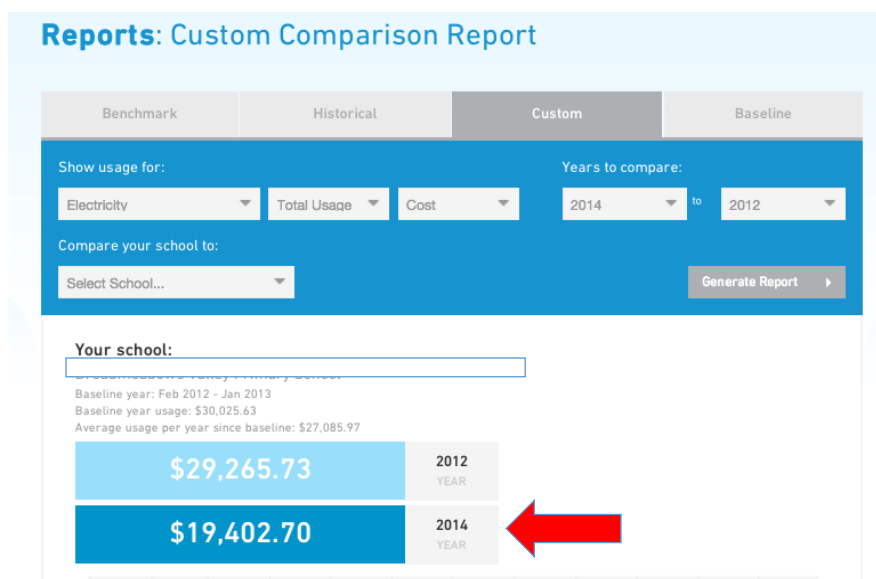 Reports: Custom Comparison Report
Benchmark Historical Custom Baseline
Show usage for: Years to compare:
Electricity Total Usage Cost 2014 to 2012
Compare your school to:
Select School... Generate Report
Your school:
Baseline year: Feb 2012 - Jan 2013
Baseline year usage: $30,025.63
Average usage per year since baseline: $27,085.97
$29,265.73 2012
YEAR
$19,402.70 2014
YEAR